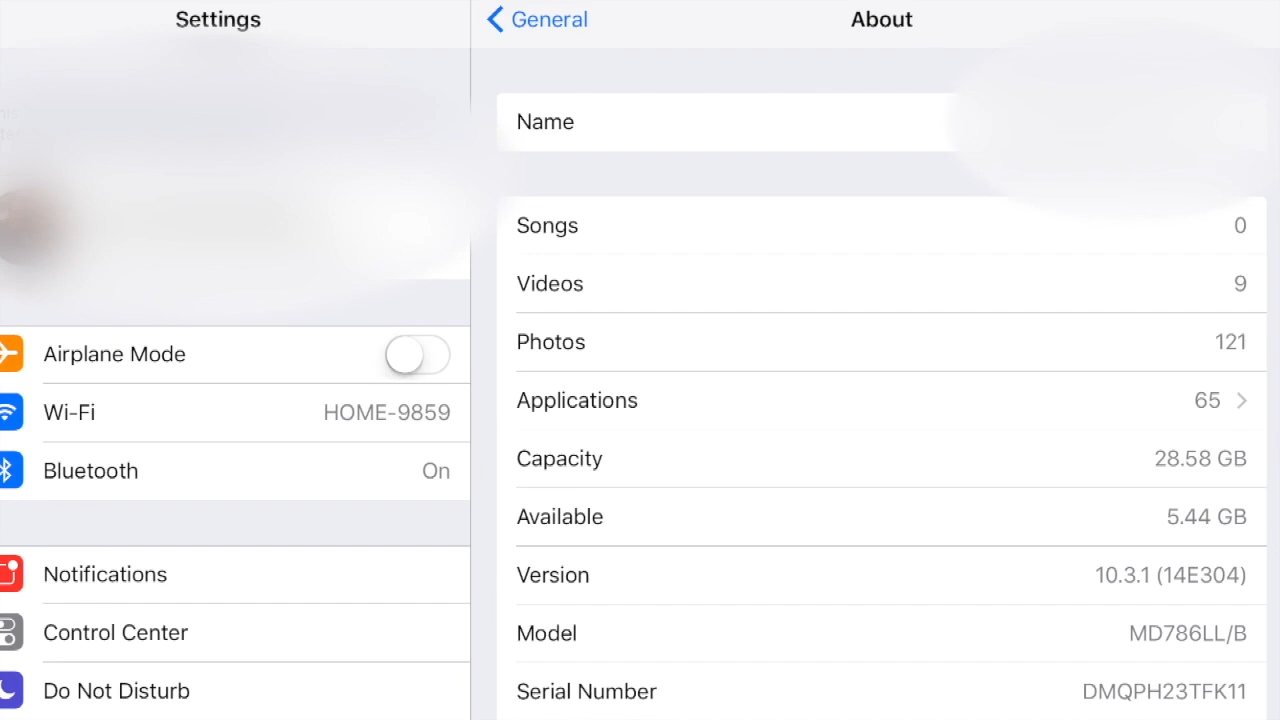 Settings
General
About
Name
Songs 0
Videos 9
Photos 121
Airplane Mode
Applications 65
Wi-Fi HOME-9859
Capacity 28.58 GB
Bluetooth On
Available 5.44 GB
Notifications
Version 10.3.1 (14E304)
Control Center
Model MD786LL/B
Do Not Disturb
Serial Number DMQPH23TFK11